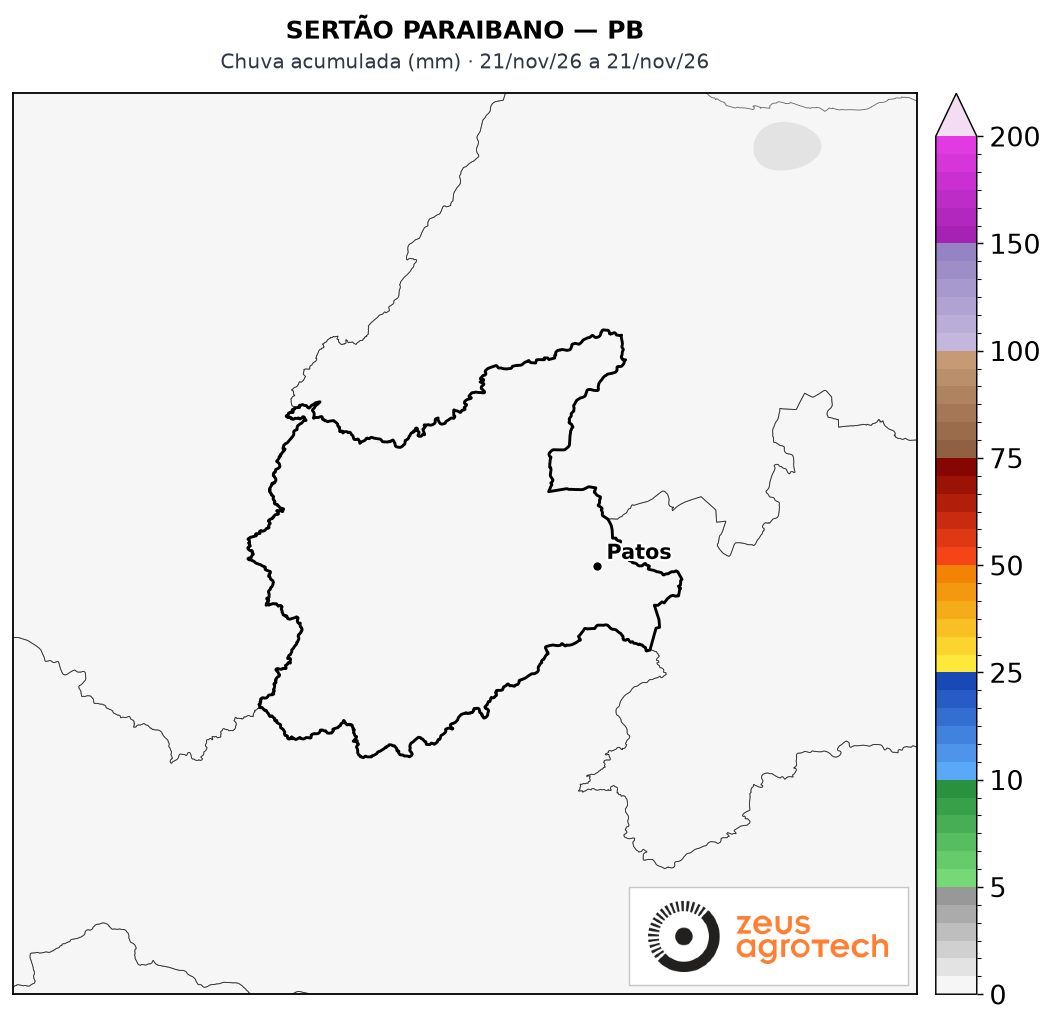 SERTÃO PARAIBANO — PB
Chuva acumulada (mm) · 21/nov/26 a 21/nov/26
200
150
100
75
50
25
10
5
0
Patos
zeus
agrotech